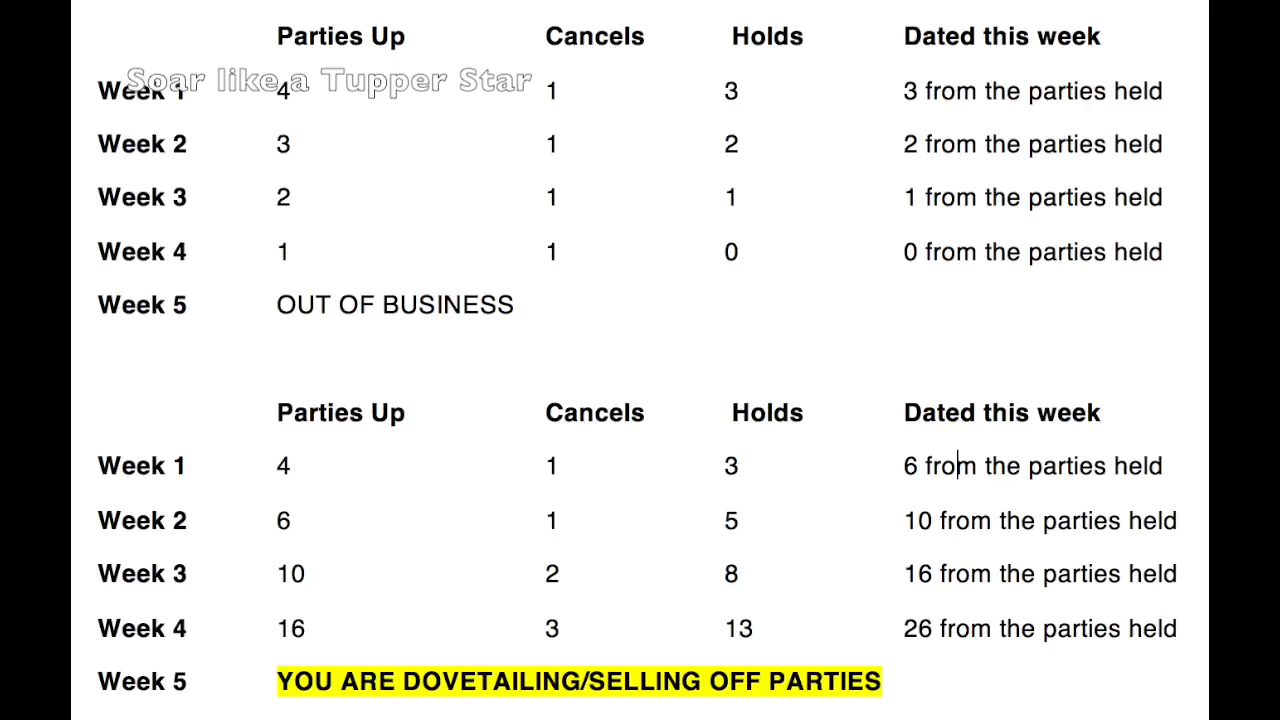 Parties Up Cancels Holds Dated this week
Soar like a Tupper Star
Week 1 4 1 3 3 from the parties held
Week 2 3 1 2 2 from the parties held
Week 3 2 1 1 1 from the parties held
Week 4 1 1 0 0 from the parties held
Week 5 OUT OF BUSINESS
Parties Up Cancels Holds Dated this week
Week 1 4 1 3 6 from the parties held
Week 2 6 1 5 10 from the parties held
Week 3 10 2 8 16 from the parties held
Week 4 16 3 13 26 from the parties held
Week 5 YOU ARE DOVETAILING/SELLING OFF PARTIES